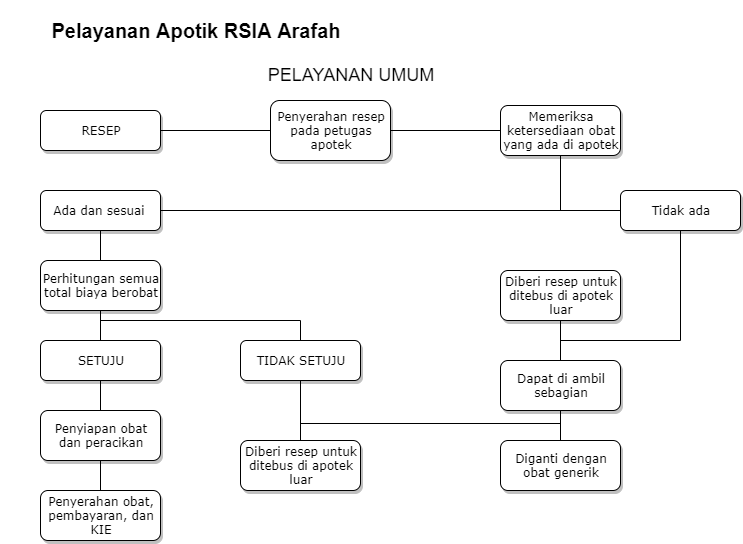 Pelayanan Apotik RSIA Arafah
PELAYANAN UMUM
RESEP
Penyerahan resep
pada petugas
apotek
Memeriksa
ketersediaan obat
yang ada di apotek
Ada dan sesuai
Tidak ada
Perhitungan semua
total biaya berobat
Diberi resep untuk
ditebus di apotek
luar
SETUJU
TIDAK SETUJU
Dapat di ambil
sebagian
Penyiapan obat
dan peracikan
Diberi resep untuk
ditebus di apotek
luar
Diganti dengan
obat generik
Penyerahan obat,
pembayaran, dan
KIE